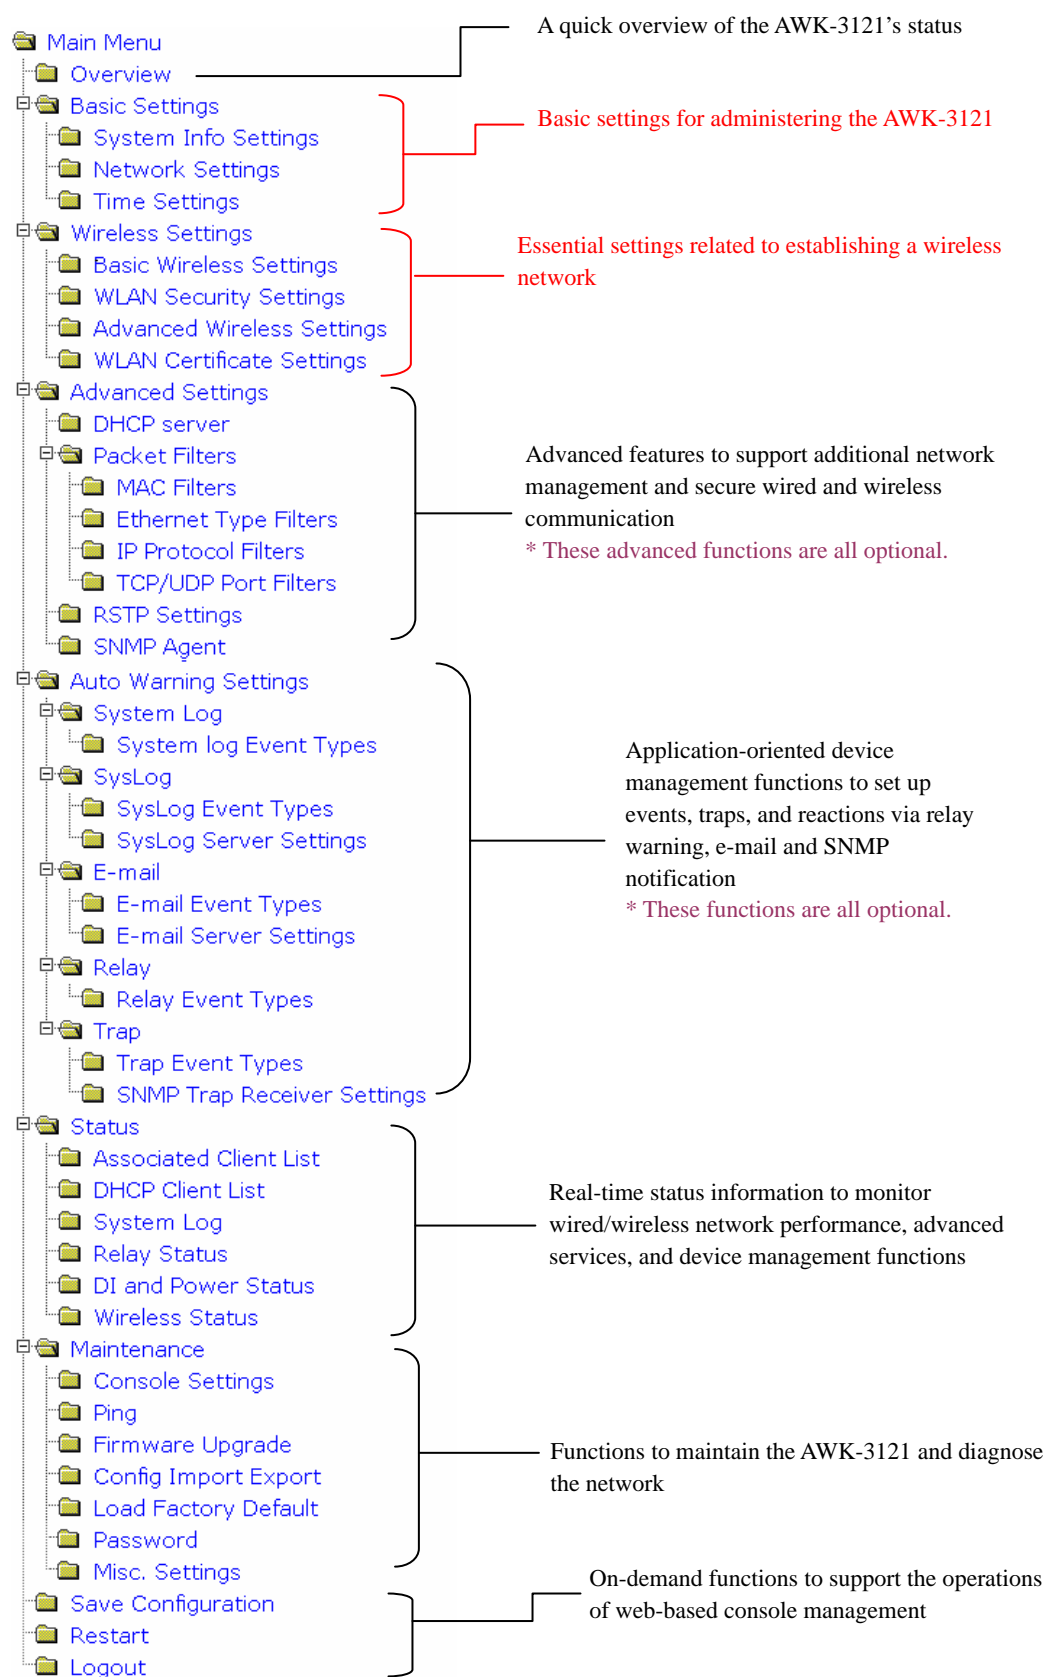 Main Menu
Overview
Basic Settings
System Info Settings
Network Settings
Time Settings
Wireless Settings
Basic Wireless Settings
WLAN Security Settings
Advanced Wireless Settings
WLAN Certificate Settings
Advanced Settings
DHCP server
Packet Filters
MAC Filters
Ethernet Type Filters
IP Protocol Filters
TCP/UDP Port Filters
RSTP Settings
SNMP Agent
Auto Warning Settings
System Log
System log Event Types
SysLog
SysLog Event Types
SysLog Server Settings
E-mail
E-mail Event Types
E-mail Server Settings
Relay
Relay Event Types
Trap
Trap Event Types
SNMP Trap Receiver Settings
Status
Associated Client List
DHCP Client List
System Log
Relay Status
DI and Power Status
Wireless Status
Maintenance
Console Settings
Ping
Firmware Upgrade
Config Import Export
Load Factory Default
Password
Misc. Settings
Save Configuration
Restart
Logout
A quick overview of the AWK-3121's status
Basic settings for administering the AWK-3121
Essential settings related to establishing a wireless
network
Advanced features to support additional network
management and secure wired and wireless
communication
* These advanced functions are all optional.
Application-oriented device
management functions to set up
events, traps, and reactions via relay
warning, e-mail and SNMP
notification
* These functions are all optional.
Real-time status information to monitor
wired/wireless network performance, advanced
services, and device management functions
Functions to maintain the AWK-3121 and diagnose
the network
On-demand functions to support the operations
of web-based console management